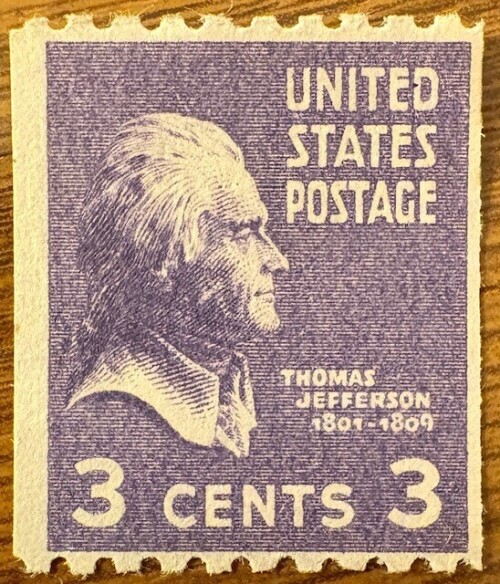 UNITED
STATES
POSTAGE
THOMAS
JEFFERSON
1801-1809
3 CENTS 3